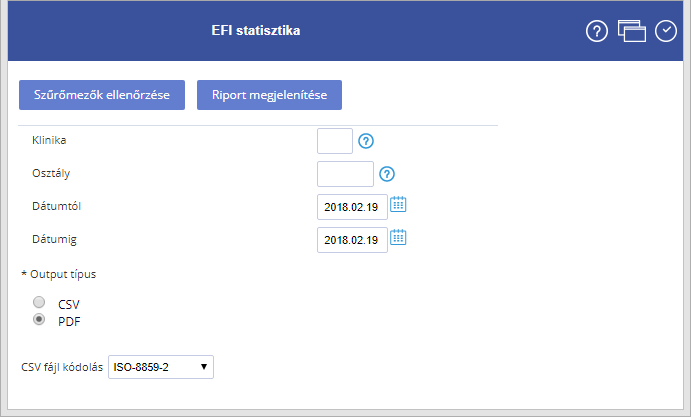 EFI statisztika
Szűrőmezők ellenőrzése Riport megjelenítése
Klinika
Osztály
Dátumtól 2018.02.19
Dátumig 2018.02.19
* Output típus
CSV
PDF
CSV fájl kódolás ISO-8859-2